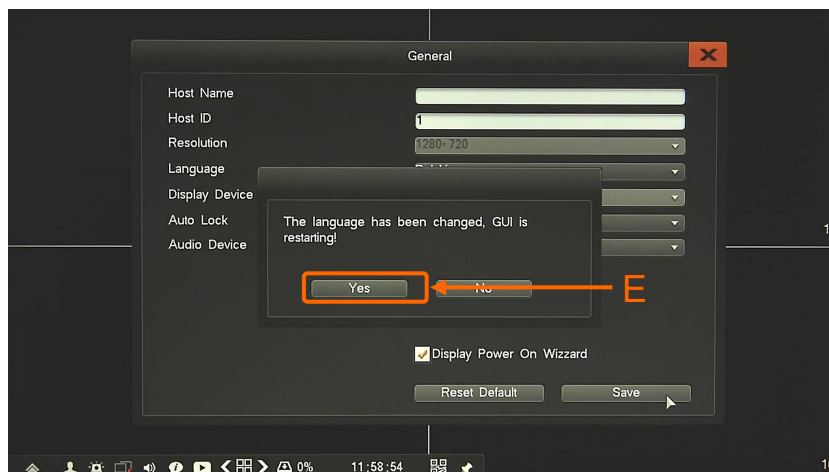 General
Host Name
Host ID 1
Resolution 1280×720
Language
Display Device
Auto Lock
Audio Device
The language has been changed, GUI is
restarting!
Yes No
E
Display Power On Wizzard
Reset Default Save
0% 11:58:54